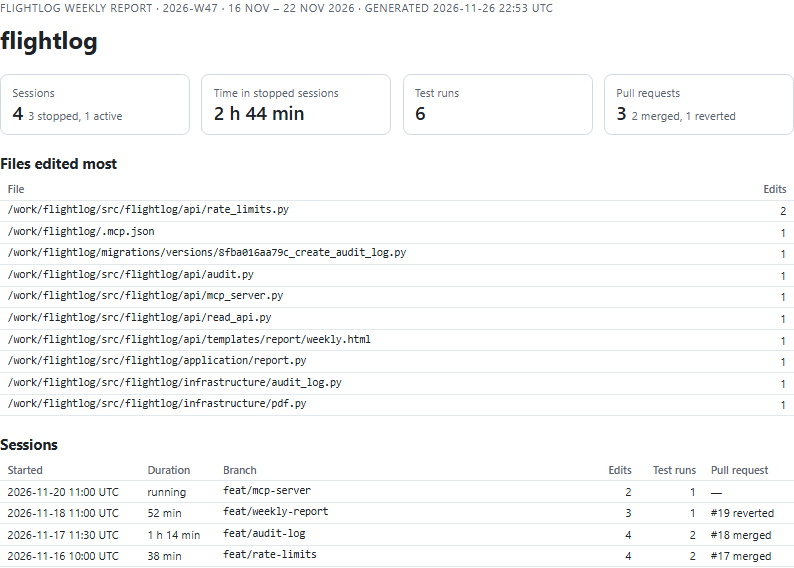 FLIGHTLOG WEEKLY REPORT · 2026-W47 · 16 NOV – 22 NOV 2026 · GENERATED 2026-11-26 22:53 UTC
flightlog
Sessions
4 3 stopped, 1 active
Time in stopped sessions
2 h 44 min
Test runs
6
Pull requests
3 2 merged, 1 reverted
Files edited most
File Edits
/work/flightlog/src/flightlog/api/rate_limits.py 2
/work/flightlog/.mcp.json 1
/work/flightlog/migrations/versions/8fba016aa79c_create_audit_log.py 1
/work/flightlog/src/flightlog/api/audit.py 1
/work/flightlog/src/flightlog/api/mcp_server.py 1
/work/flightlog/src/flightlog/api/read_api.py 1
/work/flightlog/src/flightlog/api/templates/report/weekly.html 1
/work/flightlog/src/flightlog/application/report.py 1
/work/flightlog/src/flightlog/infrastructure/audit_log.py 1
/work/flightlog/src/flightlog/infrastructure/pdf.py 1
Sessions
Started Duration Branch Edits Test runs Pull request
2026-11-20 11:00 UTC running feat/mcp-server 2 1 —
2026-11-18 11:00 UTC 52 min feat/weekly-report 3 1 #19 reverted
2026-11-17 11:30 UTC 1 h 14 min feat/audit-log 4 2 #18 merged
2026-11-16 10:00 UTC 38 min feat/rate-limits 4 2 #17 merged